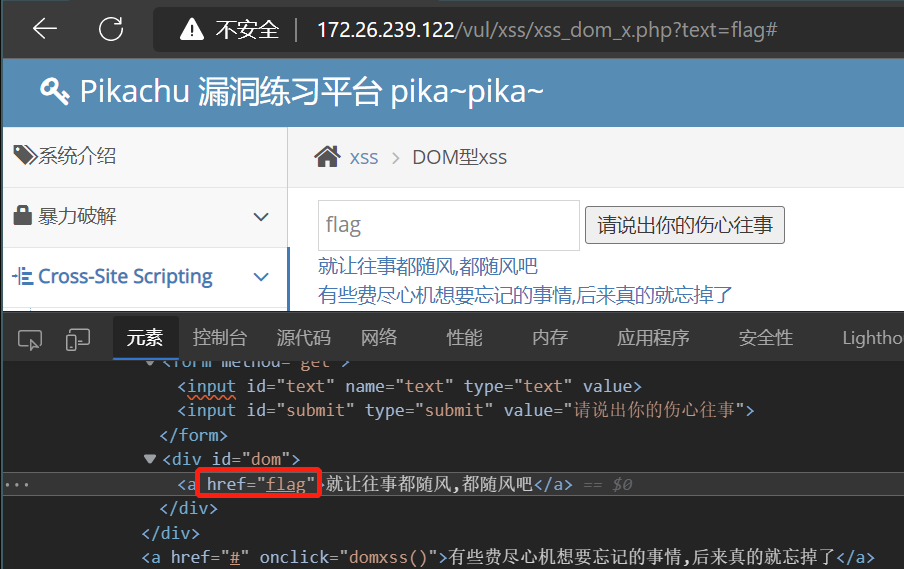 不安全 | 172.26.239.122/vul/xss/xss_dom_x.php?text=flag#
Pikachu 漏洞练习平台 pika~pika~
系统介绍
xss > DOM型xss
暴力破解
flag
请说出你的伤心往事
就让往事都随风,都随风吧
Cross-Site Scripting
有些费尽心机想要忘记的事情,后来真的就忘掉了
元素 控制台 源代码 网络 性能 内存 应用程序 安全性 Lightho
<form method="get">
<input id="text" name="text" type="text" value>
<input id="submit" type="submit" value="请说出你的伤心往事">
</form>
<div id="dom">
<a href="flag">就让往事都随风,都随风吧</a> == $0
</div>
</div>
<a href="#" onclick="domxss()">有些费尽心机想要忘记的事情,后来真的就忘掉了</a>